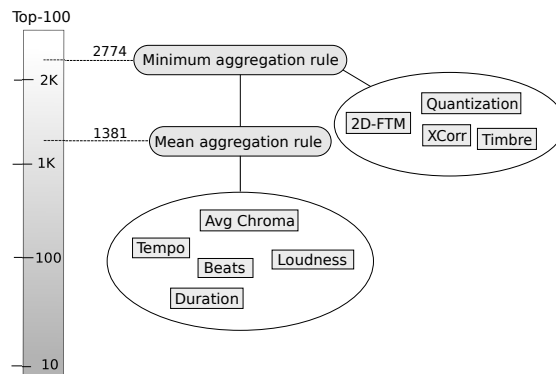 Top-100
2774
Minimum aggregation rule
2K
Quantization
2D-FTM
XCorr
Timbre
1381
Mean aggregation rule
1K
Avg Chroma
Tempo
Loudness
Beats
100
Duration
10